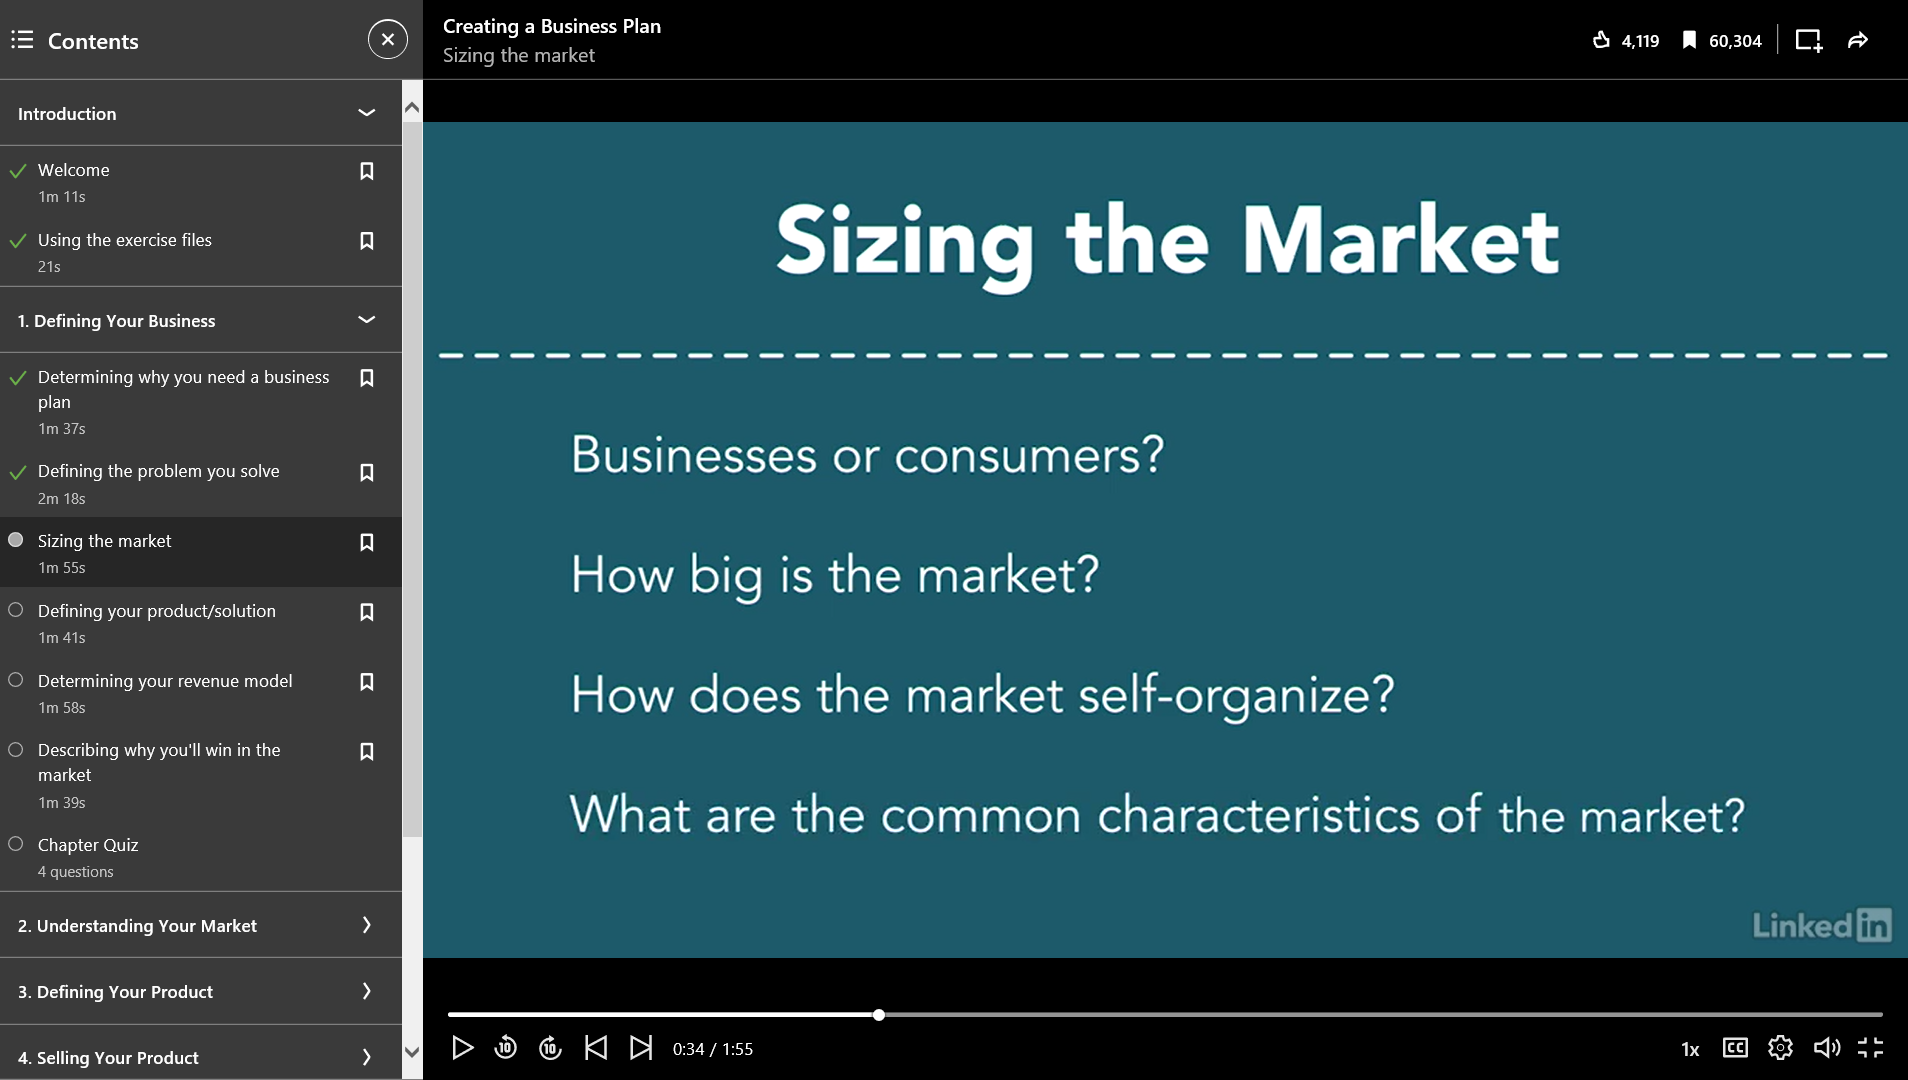 Contents
Introduction
Welcome
1m 11s
Using the exercise files
21s
1. Defining Your Business
Determining why you need a business
plan
1m 37s
Defining the problem you solve
2m 18s
Sizing the market
1m 55s
Defining your product/solution
1m 41s
Determining your revenue model
1m 58s
Describing why you'll win in the
market
1m 39s
Chapter Quiz
4 questions
2. Understanding Your Market
3. Defining Your Product
4. Selling Your Product
Creating a Business Plan
Sizing the market
4,119
60,304
Sizing the Market
Businesses or consumers?
How big is the market?
How does the market self-organize?
What are the common characteristics of the market?
Linked in
10
10
0:34 / 1:55
1x
CC